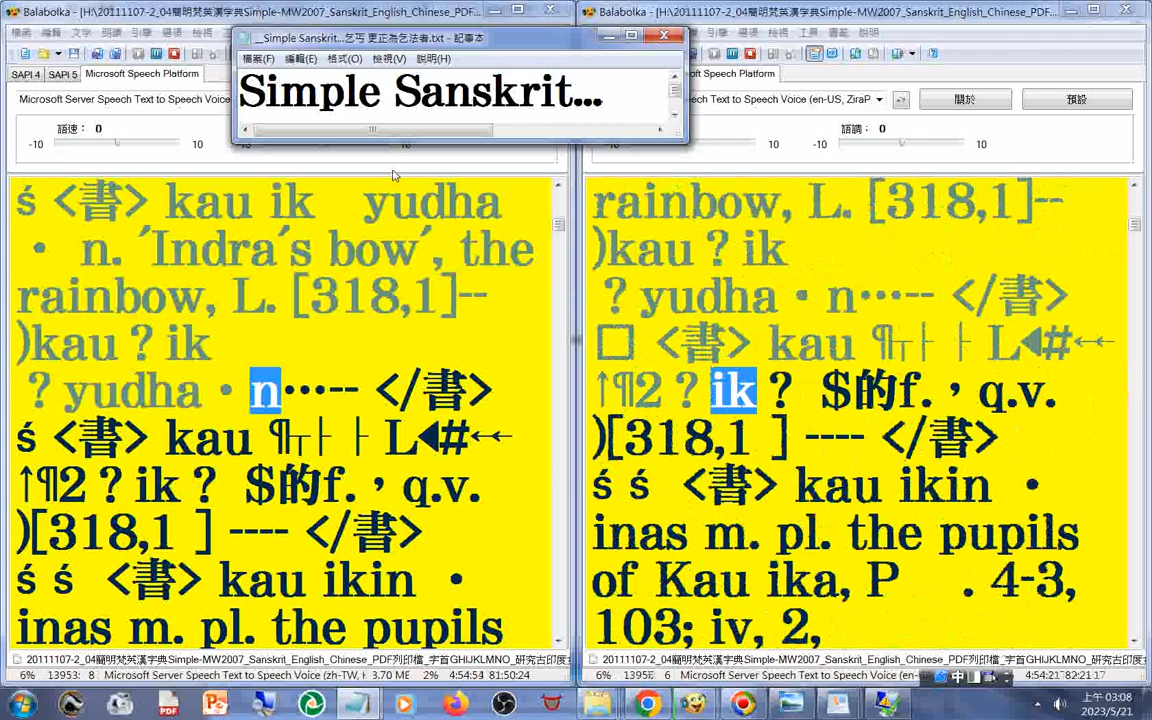 Balabolka - [H:\20111107-2_04簡明梵英漢字典Simple-MW2007_Sanskrit_English_Chinese_PDF...
Balabolka - [H:\20111107-2_04簡明梵英漢字典Simple-MW2007_Sanskrit_English_Chinese_PDF...
__Simple Sanskrit...乞丐 更正為乞法者.txt - 記事本
檔案(F) 編輯(E) 格式(O) 檢視(V) 說明(H)
Simple Sanskrit...
SAPI 4 SAPI 5 Microsoft Speech Platform
Speech Platform
Microsoft Server Speech Text to Speech Voice
ech Text to Speech Voice (en-US, ZiraP
關於
預設
語速: 0
-10 10 -10 10
語調: 0
-10 10
ś <書> kau ik yudha
· n. ´Indra´s bow´, the
rainbow, L. [318,1]--
)kau ? ik
? yudha · n…-- </書>
ś <書> kau ¶┬├ ├ L◀#←←
↑¶2 ? ik ? $的f. , q.v.
)[318,1 ] ---- </書>
ś ś <書> kau ikin ·
inas m. pl. the pupils
rainbow, L. [318,1]--
)kau ? ik
? yudha · n…-- </書>
□ <書> kau ¶┬├ ├ L◀#←←
↑¶2 ? ik ? $的f. , q.v.
)[318,1 ] ---- </書>
ś ś <書> kau ikin ·
inas m. pl. the pupils
of Kau ika, P . 4-3,
103; iv, 2,
20111107-2_04簡明梵英漢字典Simple-MW2007_Sanskrit_English_Chinese_PDF列印檔_字首GHIJKLMNO_研究古印度
20111107-2_04簡明梵英漢字典Simple-MW2007_Sanskrit_English_Chinese_PDF列印檔_字首GHIJKLMNO_研究古印度
6% 13953: 8 Microsoft Server Speech Text to Speech Voice (zh-TW, 3.70 ME 2% 4:54:54 81:50:24
6% 1395: 6 Microsoft Server Speech Text to Speech Voice 4:54:21 82:21:17
中
上午 03:08
2023/5/21